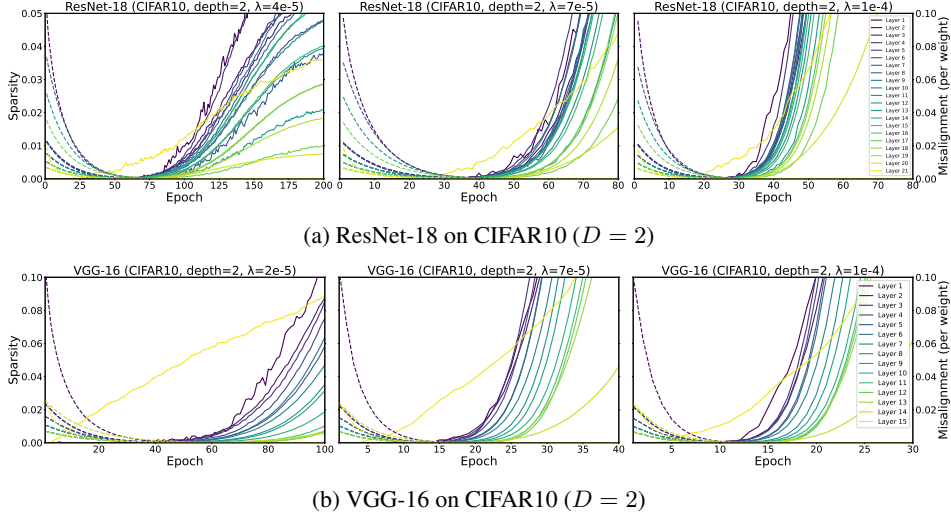 ResNet-18 (CIFAR10, depth=2, λ=4e-5)
ResNet-18 (CIFAR10, depth=2, λ=7e-5)
ResNet-18 (CIFAR10, depth=2, λ=1e-4)
0.05
0.04
0.03
0.02
0.01
0.00
Sparsity
0 25 50 75 100 125 150 175 200
Epoch
0 10 20 30 40 50 60 70 80
Epoch
0 10 20 30 40 50 60 70 80
Epoch
0.10
0.08
0.06
0.04
0.02
0.00
Misalignment (per weight)
Layer 1
Layer 2
Layer 3
Layer 4
Layer 5
Layer 6
Layer 7
Layer 8
Layer 9
Layer 10
Layer 11
Layer 12
Layer 13
Layer 14
Layer 15
Layer 16
Layer 17
Layer 18
Layer 19
Layer 20
Layer 21
(a) ResNet-18 on CIFAR10 (D = 2)
VGG-16 (CIFAR10, depth=2, λ=2e-5)
VGG-16 (CIFAR10, depth=2, λ=7e-5)
VGG-16 (CIFAR10, depth=2, λ=1e-4)
0.10
0.08
0.06
0.04
0.02
0.00
Sparsity
20 40 60 80 100
Epoch
5 10 15 20 25 30 35 40
Epoch
5 10 15 20 25 30
Epoch
0.10
0.08
0.06
0.04
0.02
0.00
Misalignment (per weight)
Layer 1
Layer 2
Layer 3
Layer 4
Layer 5
Layer 6
Layer 7
Layer 8
Layer 9
Layer 10
Layer 11
Layer 12
Layer 13
Layer 14
Layer 15
(b) VGG-16 on CIFAR10 (D = 2)